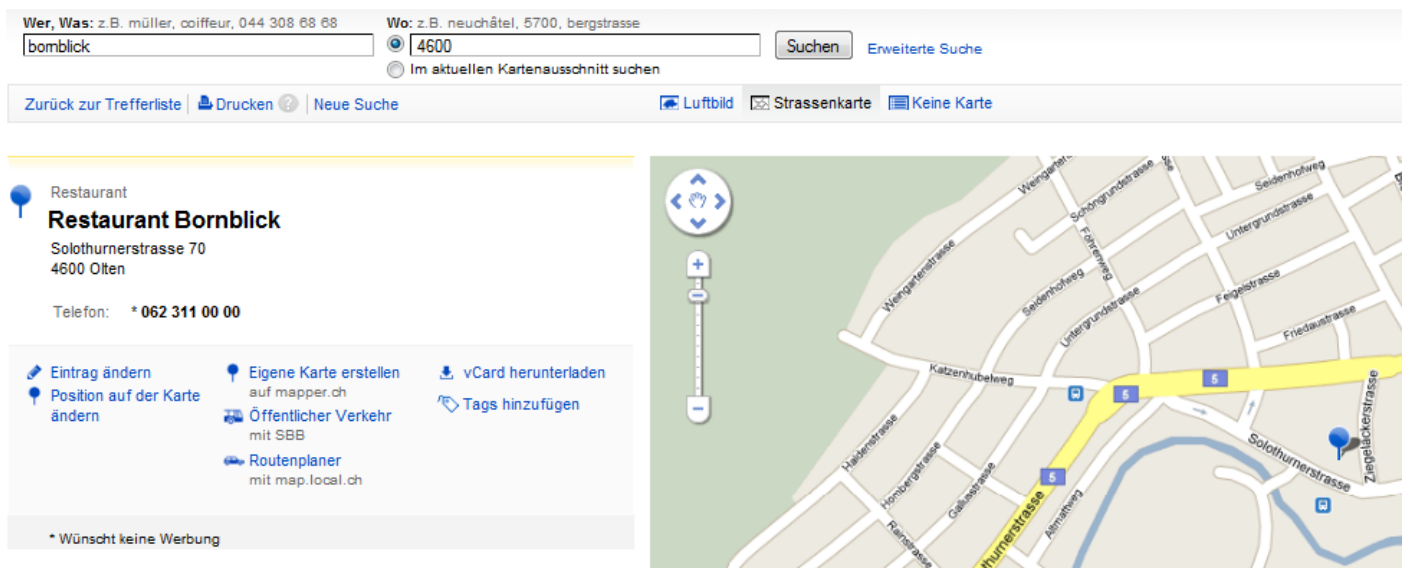 Wer, Was: z.B. müller, coiffeur, 044 308 68 68
Wo: z.B. neuchâtel, 5700, bergstrasse
bornblick
4600
Suchen
Erweiterte Suche
Im aktuellen Kartenausschnitt suchen
Zurück zur Trefferliste
Drucken
?
Neue Suche
Luftbild
Strassenkarte
Keine Karte
Restaurant
Restaurant Bornblick
Solothurnerstrasse 70
4600 Olten
Telefon: * 062 311 00 00
Eintrag ändern
Position auf der Karte
ändern
Eigene Karte erstellen
auf mapper.ch
Öffentlicher Verkehr
mit SBB
Routenplaner
mit map.local.ch
vCard herunterladen
Tags hinzufügen
* Wünscht keine Werbung
Schöngrundstrasse
Seidenhofweg
Untergrundstrasse
Föhrenweg
Weingartenstrasse
Seidenhofweg
Untergrundstrasse
Feigelstrasse
Friedaustrasse
Katzenhubelweg
5
5
5
Ziegelackerstrasse
Solothurnerstrasse
Haldenstrasse
Hombergstrasse
Gallusstrasse
Altmattweg
Rainstrasse